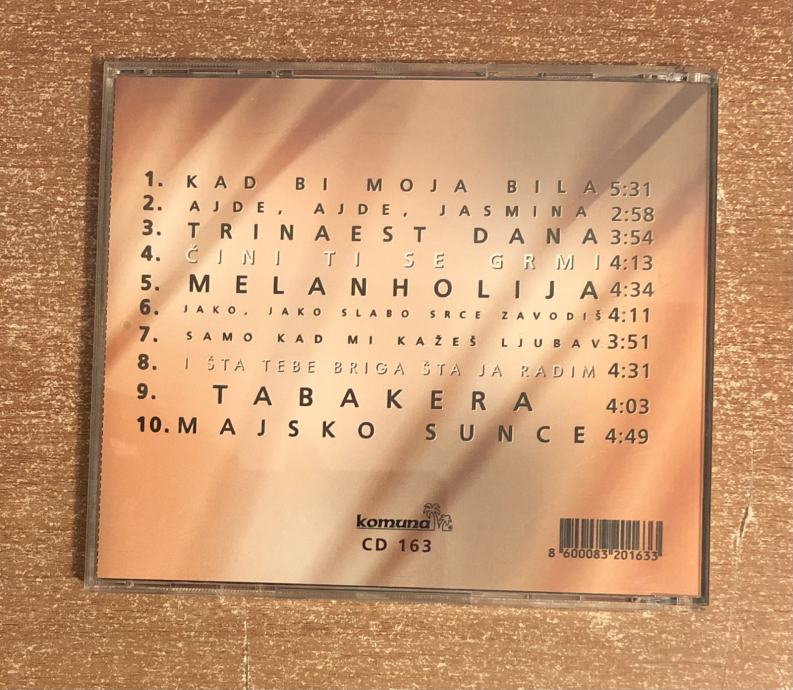 1. KAD BI MOJA BILA 5:31
2. AJDE, AJDE, JASMINA 2:58
3. TRINAEST DANA 3:54
4. ČINI TI SE GRMI 4:13
5. MELANHOLIJA 4:34
6. JAKO, JAKO SLABO SRCE ZAVODIŠ 4:11
7. SAMO KAD MI KAŽEŠ LJUBAV 3:51
8. I ŠTA TEBE BRIGA ŠTA JA RADIM 4:31
9. TABAKERA 4:03
10. MAJSKO SUNCE 4:49
komuna
CD 163
8 600083 201633